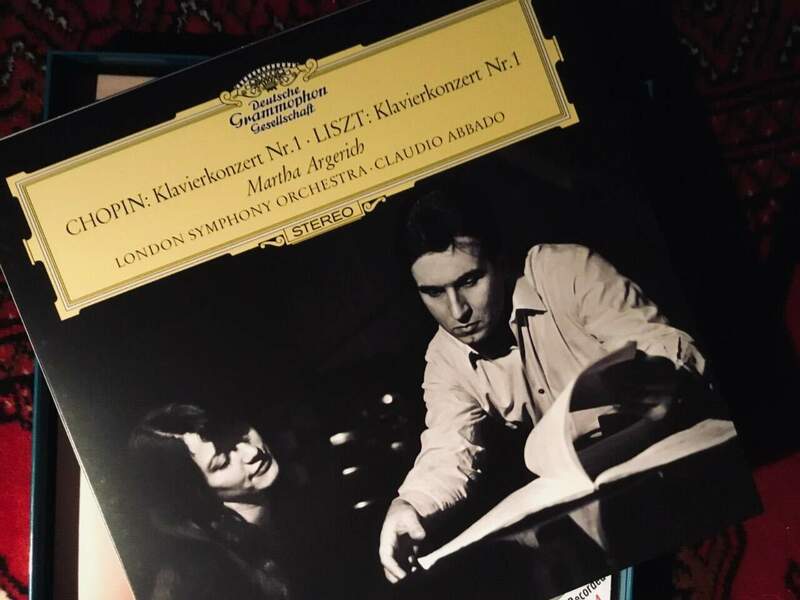 Deutsche
Grammophon
Gesellschaft
CHOPIN: Klavierkonzert Nr.1 · LISZT: Klavierkonzert Nr.1
Martha Argerich
LONDON SYMPHONY ORCHESTRA · CLAUDIO ABBADO
STEREO
Recorded